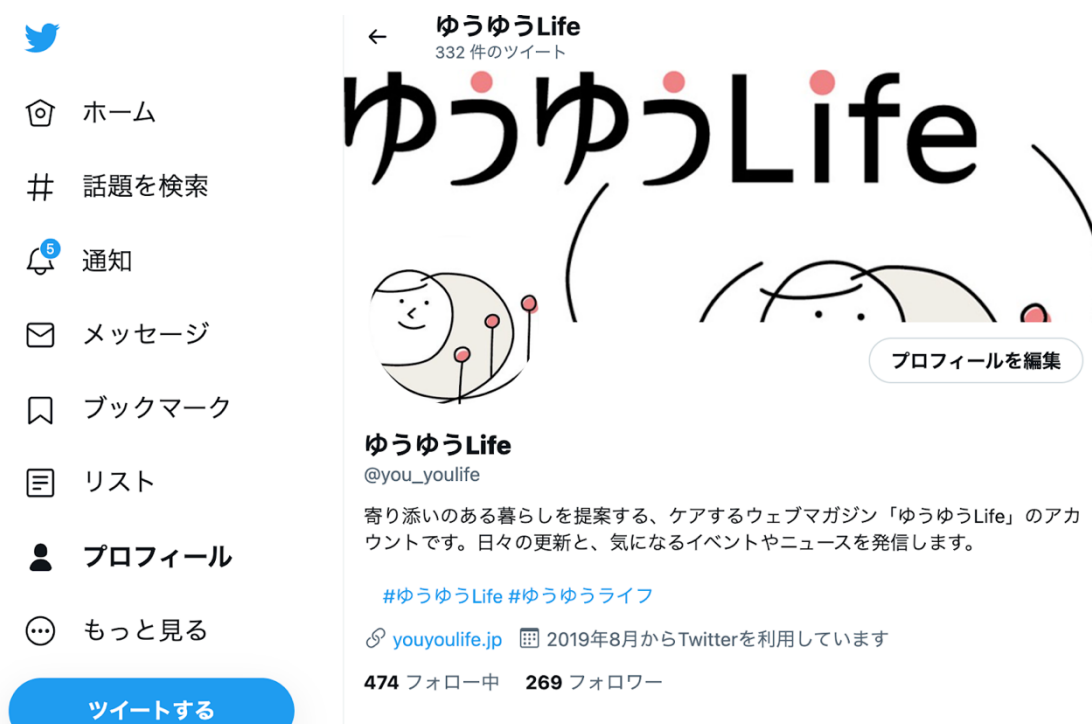 ホーム
話題を検索
5
通知
メッセージ
ブックマーク
リスト
プロフィール
もっと見る
ツイートする
ゆうゆうLife
332 件のツイート
ゆうゆうLife
プロフィールを編集
ゆうゆうLife
@you_youlife
寄り添いのある暮らしを提案する、ケアするウェブマガジン「ゆうゆうLife」のアカ
ウントです。日々の更新と、気になるイベントやニュースを発信します。
#ゆうゆうLife #ゆうゆうライフ
youyoulife.jp 2019年8月からTwitterを利用しています
474 フォロー中 269 フォロワー